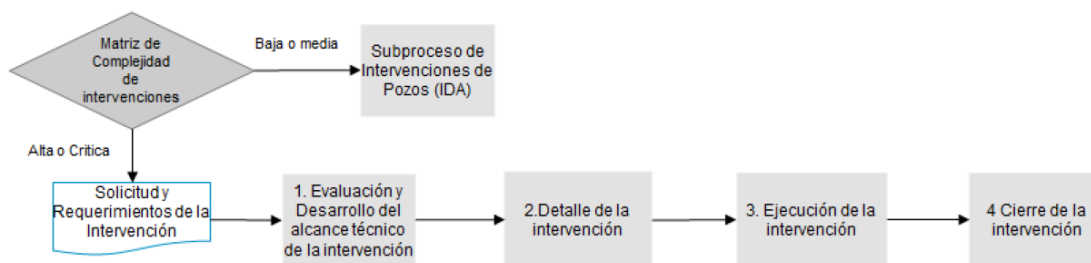 Matriz de
Complejidad
de
intervenciones
Baja o media
Subproceso de
Intervenciones de
Pozos (IDA)
Alta o Critica
Solicitud y
Requerimientos de la
Intervención
1. Evaluación y
Desarrollo del
alcance técnico
de la intervención
2.Detalle de la
intervención
3. Ejecución de la
intervención
4 Cierre de la
intervención